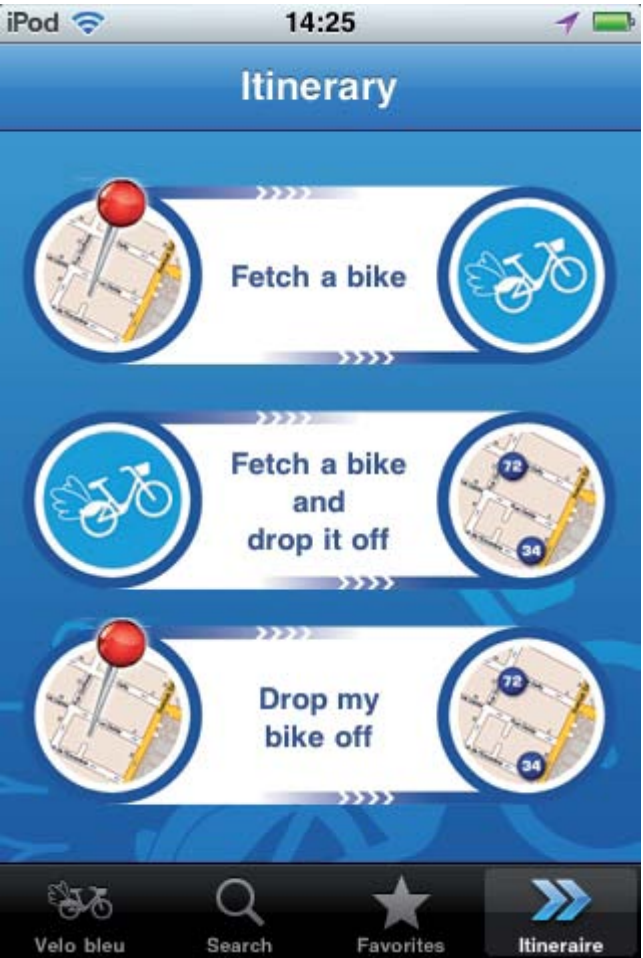 iPod 14:25
Itinerary
Fetch a bike
Fetch a bike
and
drop it off
72
34
Drop my
bike off
72
34
Velo bleu Search Favorites Itineraire